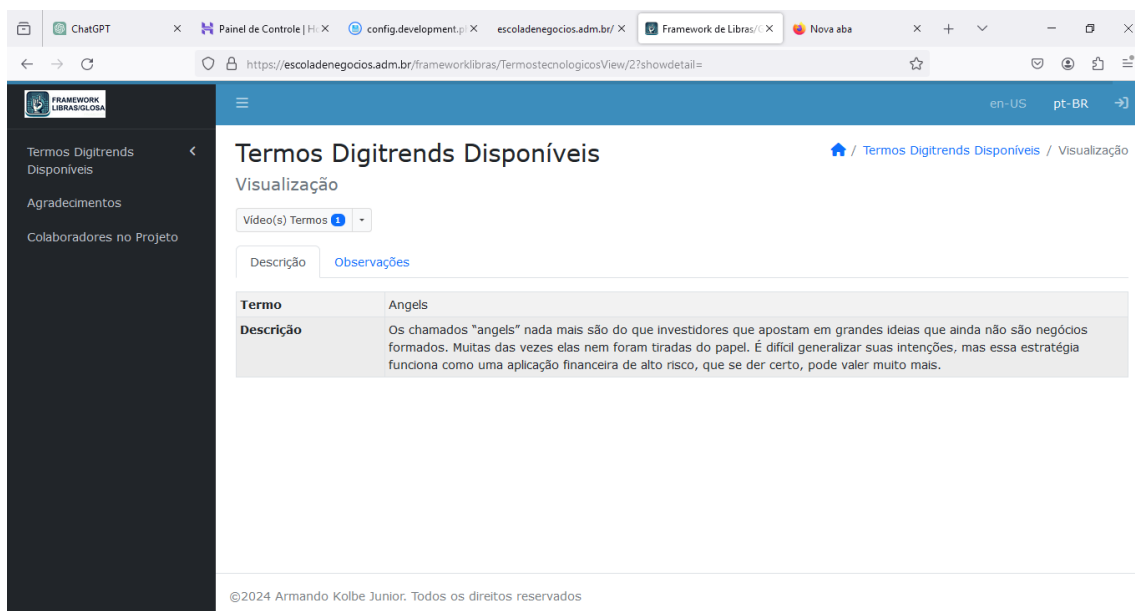 ChatGPT
Painel de Controle | Ho
config.development.p
escoladenegocios.adm.br/
Framework de Libras/G
Nova aba
https://escoladenegocios.adm.br/frameworklibras/TermostecnologicosView/2?showdetail=
FRAMEWORK
LIBRAS/GLOSA
en-US pt-BR
Termos Digitrends
Disponíveis
Agradecimentos
Colaboradores no Projeto
Termos Digitrends Disponíveis
/ Termos Digitrends Disponíveis / Visualização
Visualização
Vídeo(s) Termos 1
Descrição Observações
Termo Angels
Descrição Os chamados “angels” nada mais são do que investidores que apostam em grandes ideias que ainda não são negócios
formados. Muitas das vezes elas nem foram tiradas do papel. É difícil generalizar suas intenções, mas essa estratégia
funciona como uma aplicação financeira de alto risco, que se der certo, pode valer muito mais.
©2024 Armando Kolbe Junior. Todos os direitos reservados